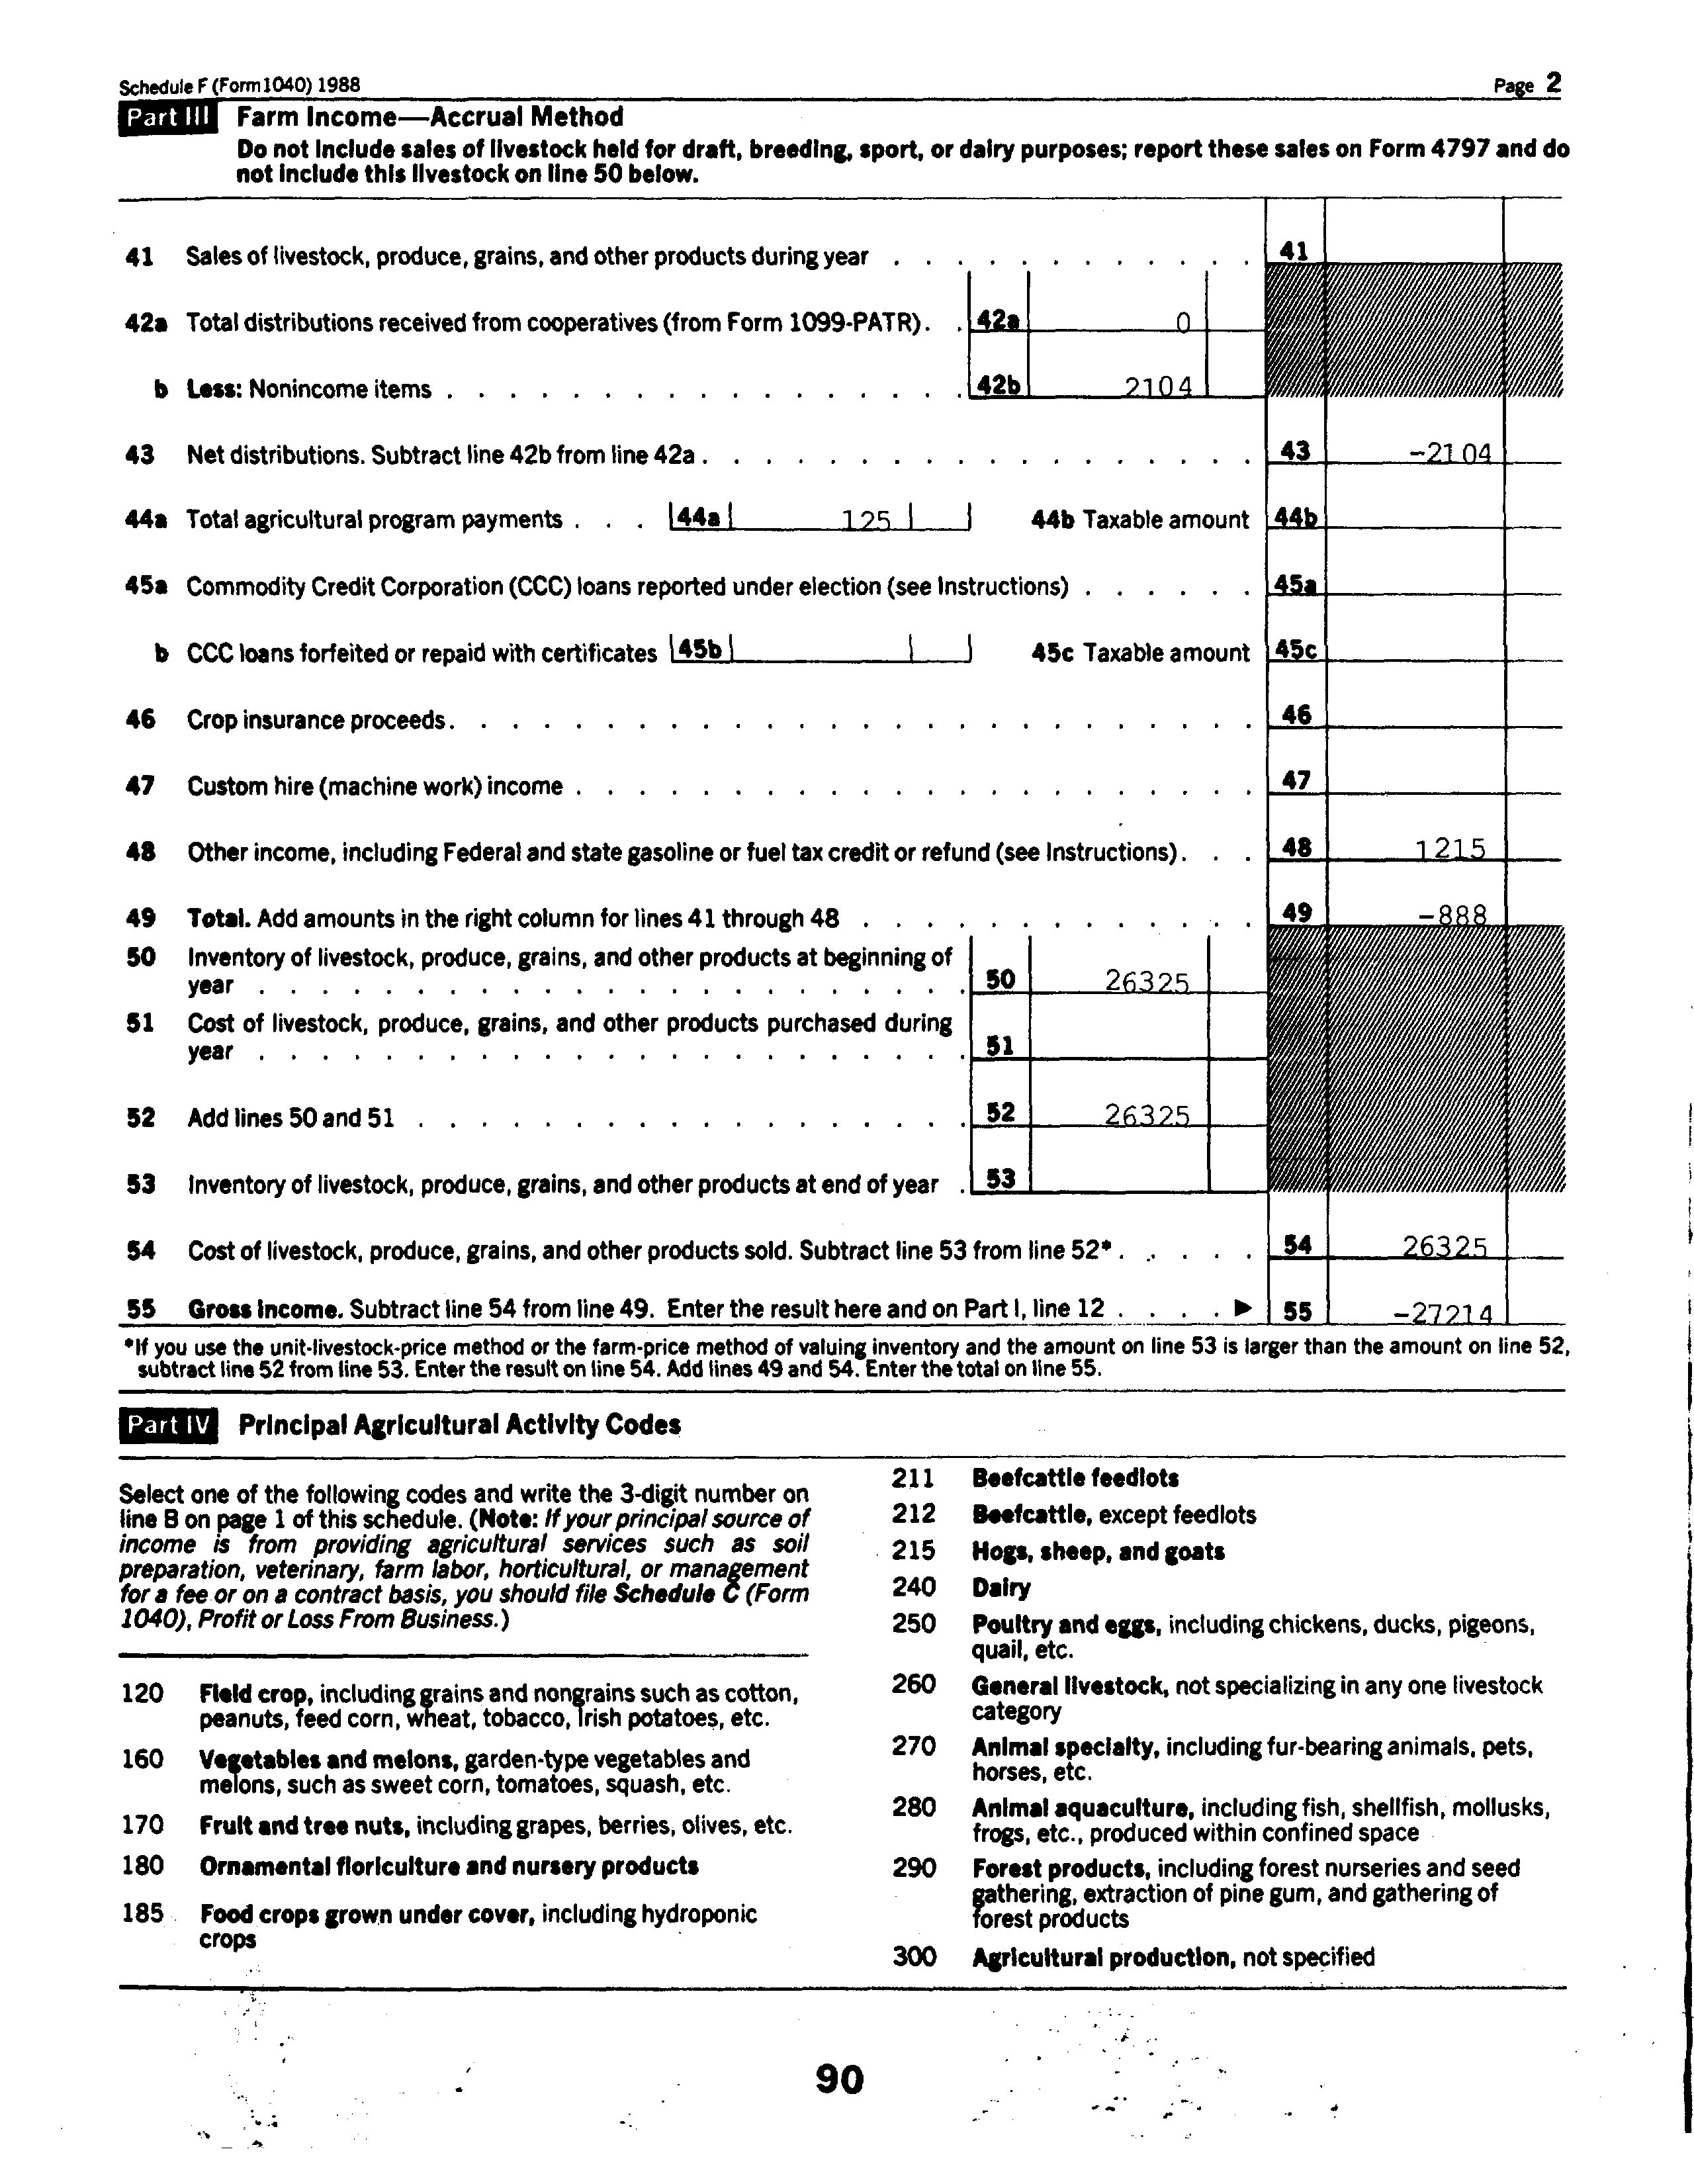 Schedule F (Form 1040) 1988 Page 2
Part III Farm Income—Accrual Method
Do not include sales of livestock held for draft, breeding, sport, or dairy purposes; report these sales on Form 4797 and do
not include this livestock on line 50 below.
41 Sales of livestock, produce, grains, and other products during year . . . . . . . . . . . . 41
42a Total distributions received from cooperatives (from Form 1099-PATR) . . 42a 0
b Less: Nonincome items . . . . . . . . . . . . . . . . . 42b 2104
43 Net distributions. Subtract line 42b from line 42a . . . . . . . . . . . . . . . . . . 43 -2104
44a Total agricultural program payments . . . 44a 125 44b Taxable amount 44b
45a Commodity Credit Corporation (CCC) loans reported under election (see Instructions) . . . . . . 45a
b CCC loans forfeited or repaid with certificates 45b 45c Taxable amount 45c
46 Crop insurance proceeds . . . . . . . . . . . . . . . . . . . . . . . . . . 46
47 Custom hire (machine work) income . . . . . . . . . . . . . . . . . . . . . . 47
48 Other income, including Federal and state gasoline or fuel tax credit or refund (see Instructions) . . . 48 1215
49 Total. Add amounts in the right column for lines 41 through 48 . . . . . . . . . . . . . 49 -888
50 Inventory of livestock, produce, grains, and other products at beginning of
year . . . . . . . . . . . . . . . . . . . . . . . 50 26325
51 Cost of livestock, produce, grains, and other products purchased during
year . . . . . . . . . . . . . . . . . . . . . . . 51
52 Add lines 50 and 51 . . . . . . . . . . . . . . . . . . 52 26325
53 Inventory of livestock, produce, grains, and other products at end of year . 53
54 Cost of livestock, produce, grains, and other products sold. Subtract line 53 from line 52* . . . . . 54 26325
55 Gross Income. Subtract line 54 from line 49. Enter the result here and on Part I, line 12 . . . . ▶ 55 -27214
*If you use the unit-livestock-price method or the farm-price method of valuing inventory and the amount on line 53 is larger than the amount on line 52,
subtract line 52 from line 53. Enter the result on line 54. Add lines 49 and 54. Enter the total on line 55.
Part IV Principal Agricultural Activity Codes
Select one of the following codes and write the 3-digit number on
line B on page 1 of this schedule. (Note: If your principal source of
income is from providing agricultural services such as soil
preparation, veterinary, farm labor, horticultural, or management
for a fee or on a contract basis, you should file Schedule C (Form
1040), Profit or Loss From Business.)
120 Field crop, including grains and nongrains such as cotton,
peanuts, feed corn, wheat, tobacco, Irish potatoes, etc.
160 Vegetables and melons, garden-type vegetables and
melons, such as sweet corn, tomatoes, squash, etc.
170 Fruit and tree nuts, including grapes, berries, olives, etc.
180 Ornamental floriculture and nursery products
185 Food crops grown under cover, including hydroponic
crops
211 Beefcattle feedlots
212 Beefcattle, except feedlots
215 Hogs, sheep, and goats
240 Dairy
250 Poultry and eggs, including chickens, ducks, pigeons,
quail, etc.
260 General livestock, not specializing in any one livestock
category
270 Animal specialty, including fur-bearing animals, pets,
horses, etc.
280 Animal aquaculture, including fish, shellfish, mollusks,
frogs, etc., produced within confined space
290 Forest products, including forest nurseries and seed
gathering, extraction of pine gum, and gathering of
forest products
300 Agricultural production, not specified
90